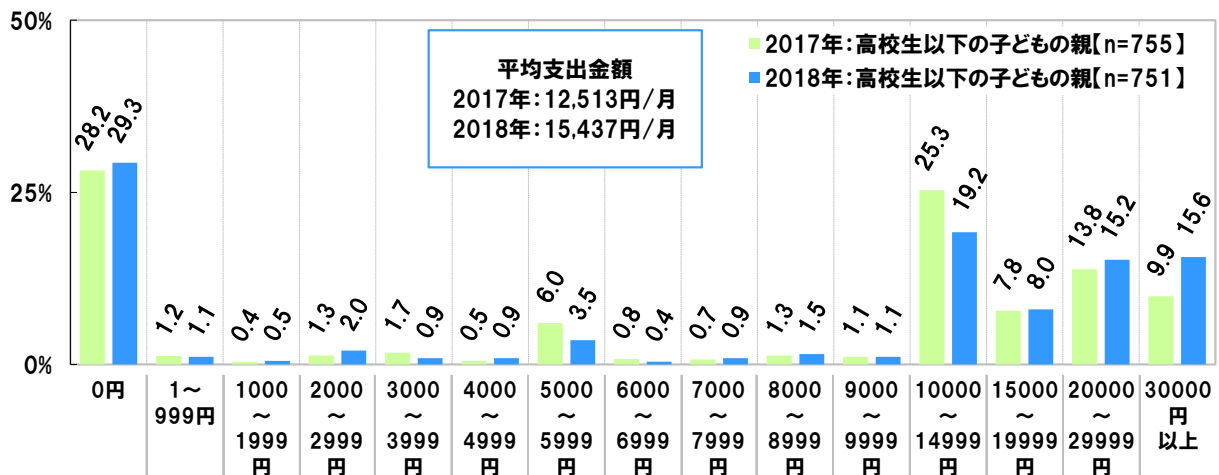 50%
25%
0%
平均支出金額
2017年:12,513円/月
2018年:15,437円/月
2017年:高校生以下の子どもの親【n=755】
2018年:高校生以下の子どもの親【n=751】
28.2 29.3
1.2 1.1
0.4 0.5
1.3 2.0
1.7 0.9
0.5 0.9
6.0 3.5
0.8 0.4
0.7 0.9
1.3 1.5
1.1 1.1
25.3 19.2
7.8 8.0
13.8 15.2
9.9 15.6
0円
1~
999円
1000
~
1999
円
2000
~
2999
円
3000
~
3999
円
4000
~
4999
円
5000
~
5999
円
6000
~
6999
円
7000
~
7999
円
8000
~
8999
円
9000
~
9999
円
10000
~
14999
円
15000
~
19999
円
20000
~
29999
円
30000
円
以上